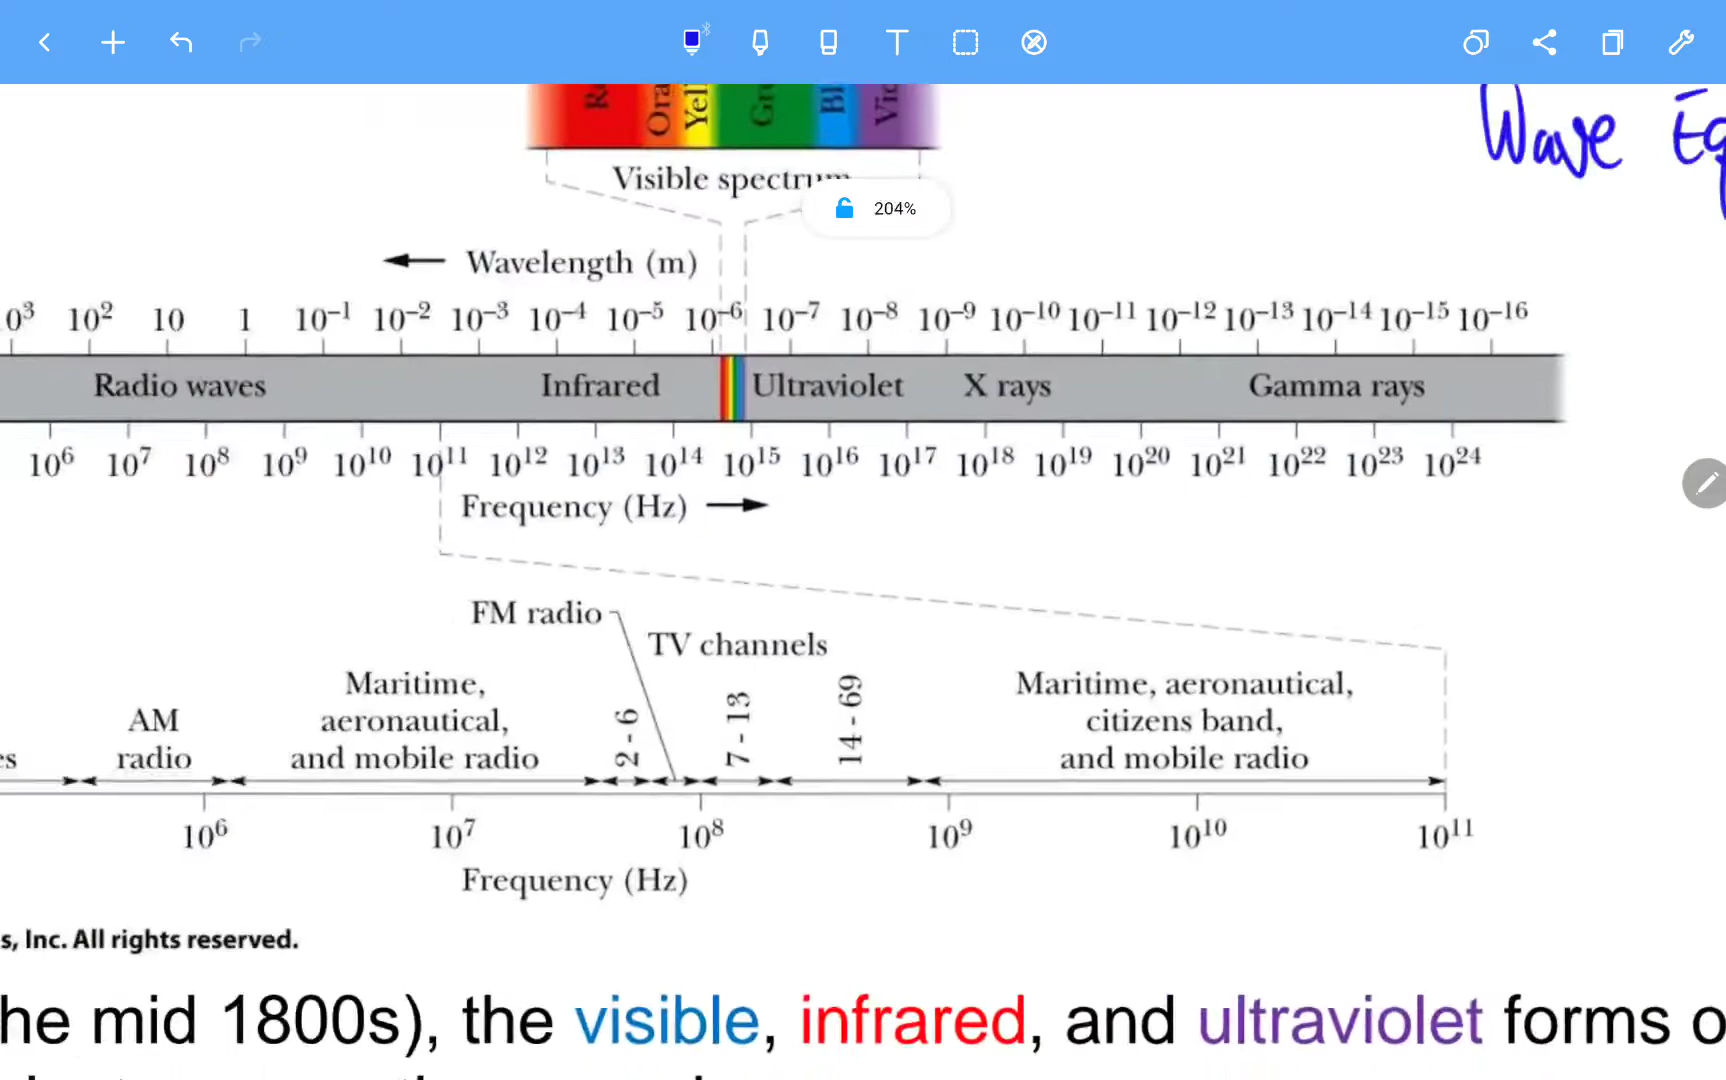 Wave
Visible spectrum
204%
Wavelength (m)
0³ 10² 10 1 10⁻¹ 10⁻² 10⁻³ 10⁻⁴ 10⁻⁵ 10⁻⁶ 10⁻⁷ 10⁻⁸ 10⁻⁹ 10⁻¹⁰ 10⁻¹¹ 10⁻¹² 10⁻¹³ 10⁻¹⁴ 10⁻¹⁵ 10⁻¹⁶
Radio waves Infrared Ultraviolet X rays Gamma rays
10⁶ 10⁷ 10⁸ 10⁹ 10¹⁰ 10¹¹ 10¹² 10¹³ 10¹⁴ 10¹⁵ 10¹⁶ 10¹⁷ 10¹⁸ 10¹⁹ 10²⁰ 10²¹ 10²² 10²³ 10²⁴
Frequency (Hz)
FM radio
TV channels
es
AM
radio
Maritime,
aeronautical,
and mobile radio
2 - 6
7 - 13
14 - 69
Maritime, aeronautical,
citizens band,
and mobile radio
10⁶ 10⁷ 10⁸ 10⁹ 10¹⁰ 10¹¹
Frequency (Hz)
s, Inc. All rights reserved.
he mid 1800s), the visible, infrared, and ultraviolet forms o